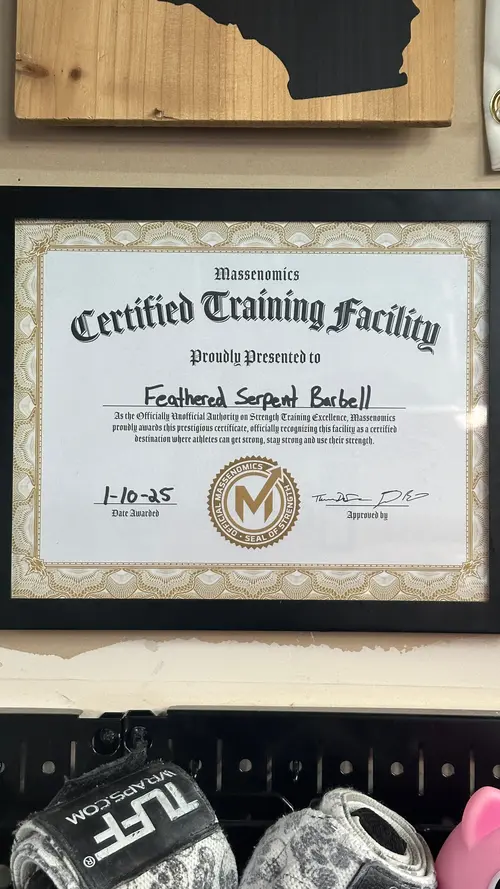 Massenomics
Certified Training Facility
Proudly Presented to
Feathered Serpent Barbell
As the Officially Unofficial Authority on Strength Training Excellence, Massenomics
proudly awards this prestigious certificate, officially recognizing this facility as a certified
destination where athletes can get strong, stay strong and use their strength.
1-10-25
Date Awarded
OFFICIAL MASSENOMICS
M
SEAL OF STRENGTH
Approved by
TUFF®
WRAPS.COM